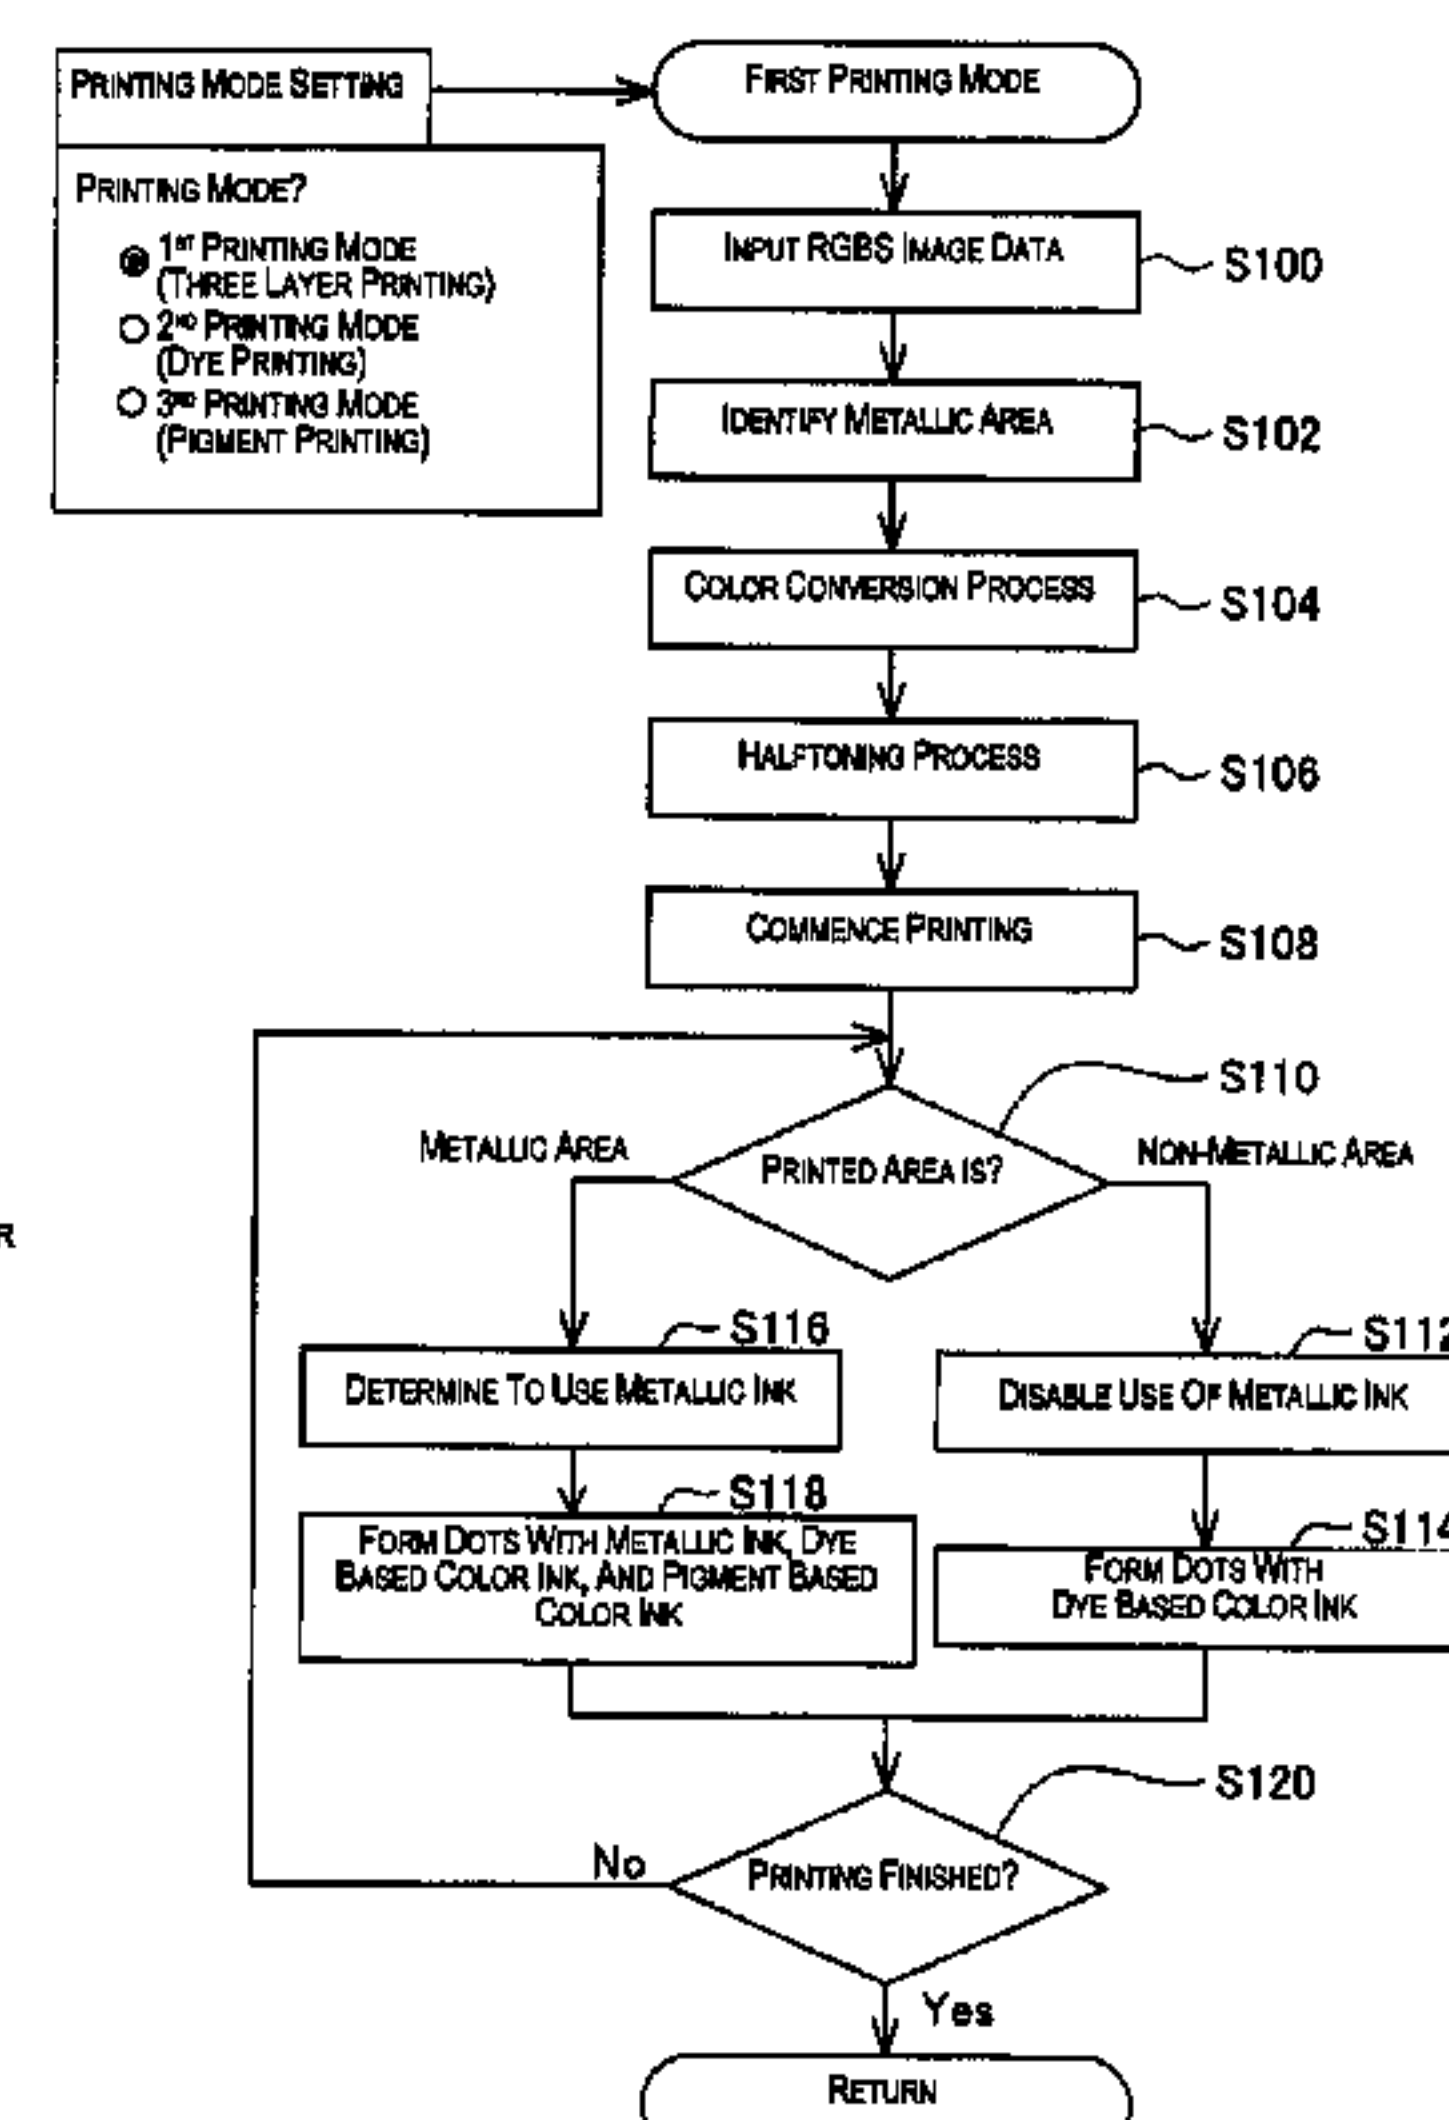 PRINTING MODE SETTING
FIRST PRINTING MODE
PRINTING MODE?
1ST PRINTING MODE
(THREE LAYER PRINTING)
2ND PRINTING MODE
(DYE PRINTING)
3RD PRINTING MODE
(PIGMENT PRINTING)
INPUT RGBS IMAGE DATA
S100
IDENTIFY METALLIC AREA
S102
COLOR CONVERSION PROCESS
S104
HALFTONING PROCESS
S106
COMMENCE PRINTING
S108
S110
METALLIC AREA
PRINTED AREA IS?
NON-METALLIC AREA
R
S116
DETERMINE TO USE METALLIC INK
S112
DISABLE USE OF METALLIC INK
S118
FORM DOTS WITH METALLIC INK, DYE
BASED COLOR INK, AND PIGMENT BASED
COLOR INK
S114
FORM DOTS WITH
DYE BASED COLOR INK
S120
No
PRINTING FINISHED?
Yes
RETURN